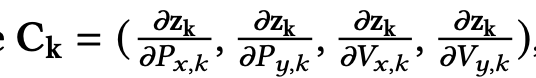 e C_k = (∂z_k/∂P_{x,k}, ∂z_k/∂P_{y,k}, ∂z_k/∂V_{x,k}, ∂z_k/∂V_{y,k}),